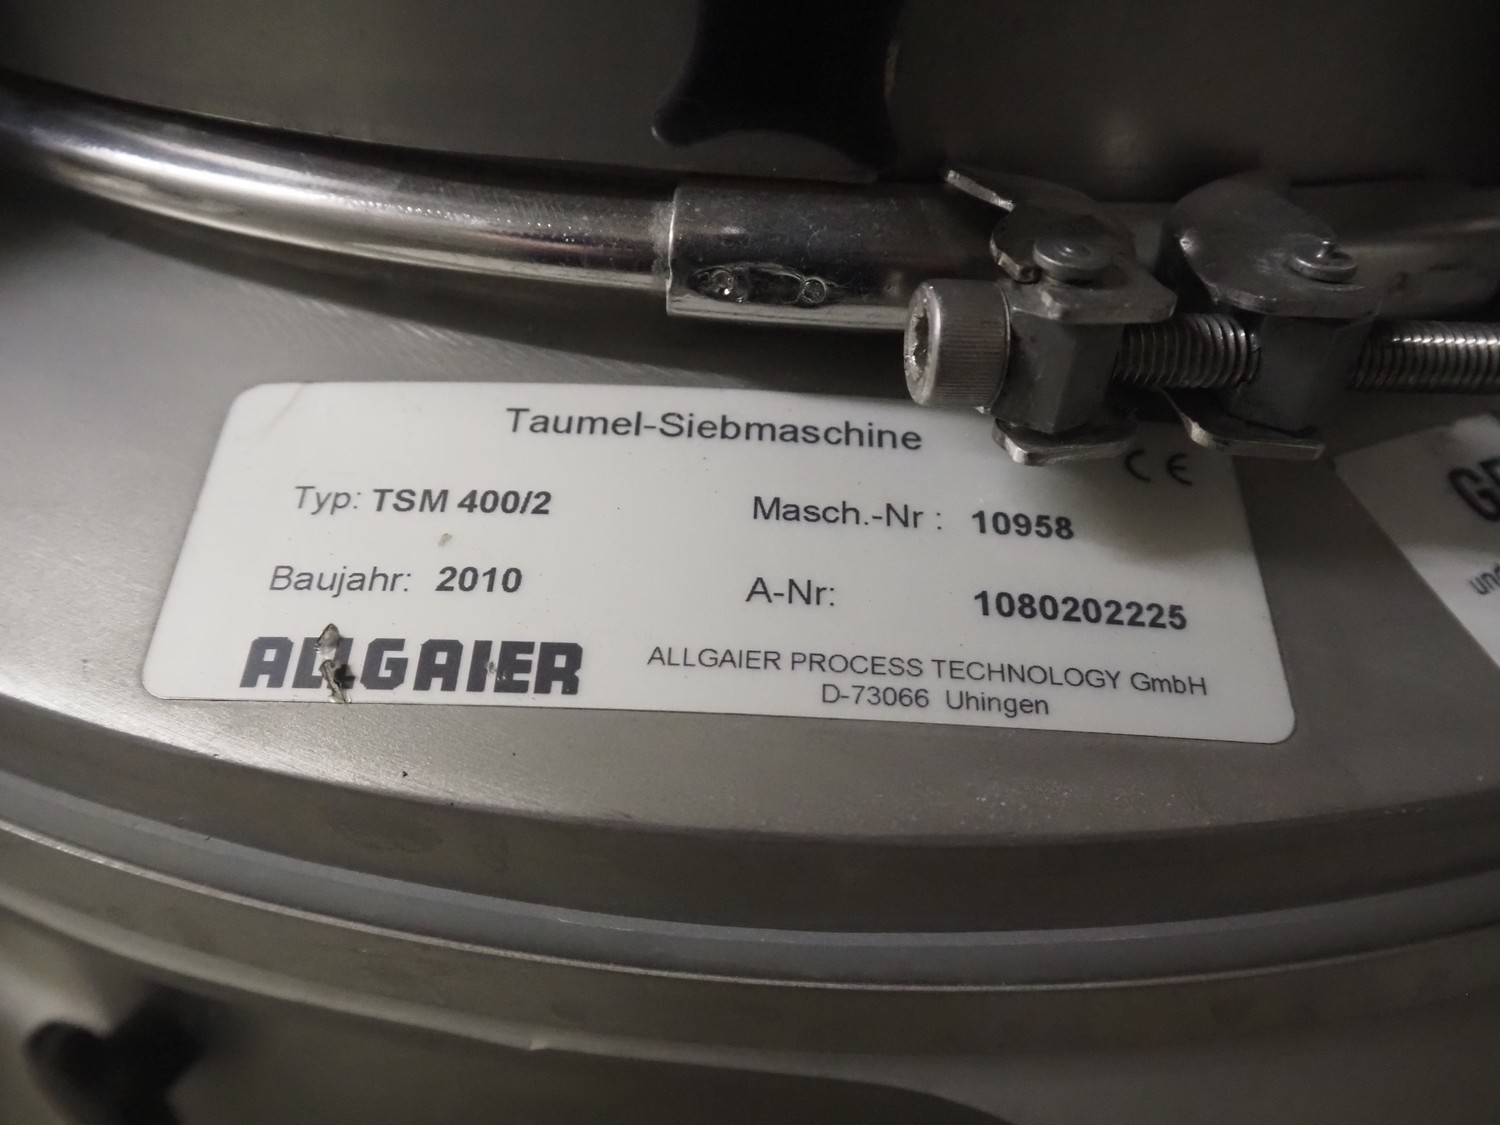 Taumel-Siebmaschine
CE
Typ: TSM 400/2
Masch.-Nr : 10958
Baujahr: 2010
A-Nr: 1080202225
ALLGAIER
ALLGAIER PROCESS TECHNOLOGY GmbH
D-73066 Uhingen